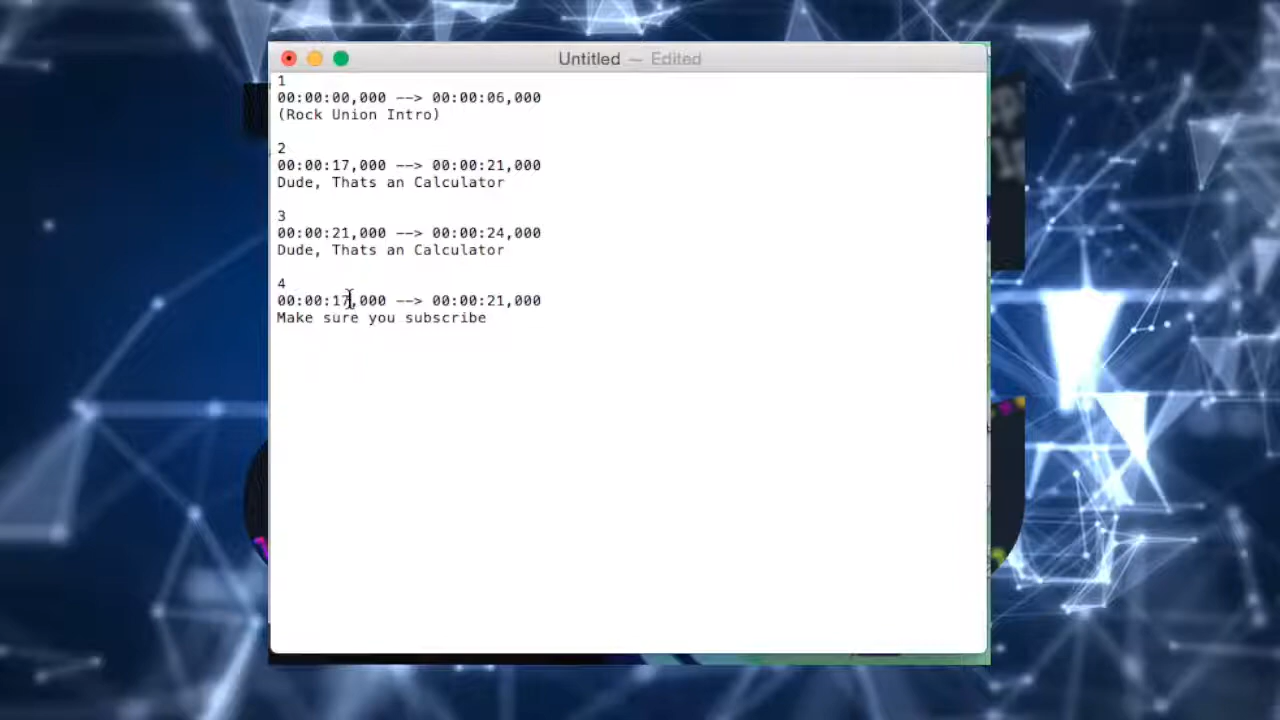 Untitled — Edited
1
00:00:00,000 --> 00:00:06,000
(Rock Union Intro)
2
00:00:17,000 --> 00:00:21,000
Dude, Thats an Calculator
3
00:00:21,000 --> 00:00:24,000
Dude, Thats an Calculator
4
00:00:17,000 --> 00:00:21,000
Make sure you subscribe